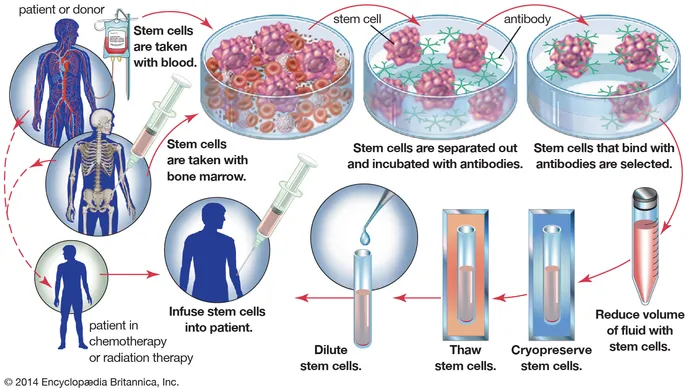 patient or donor
Stem cells
are taken
with blood.
stem cell
antibody
Stem cells
are taken with
bone marrow.
Stem cells are separated out
and incubated with antibodies.
Stem cells that bind with
antibodies are selected.
Reduce volume
of fluid with
stem cells.
Cryopreserve
stem cells.
Thaw
stem cells.
Dilute
stem cells.
Infuse stem cells
into patient.
patient in
chemotherapy
or radiation therapy
© 2014 Encyclopædia Britannica, Inc.